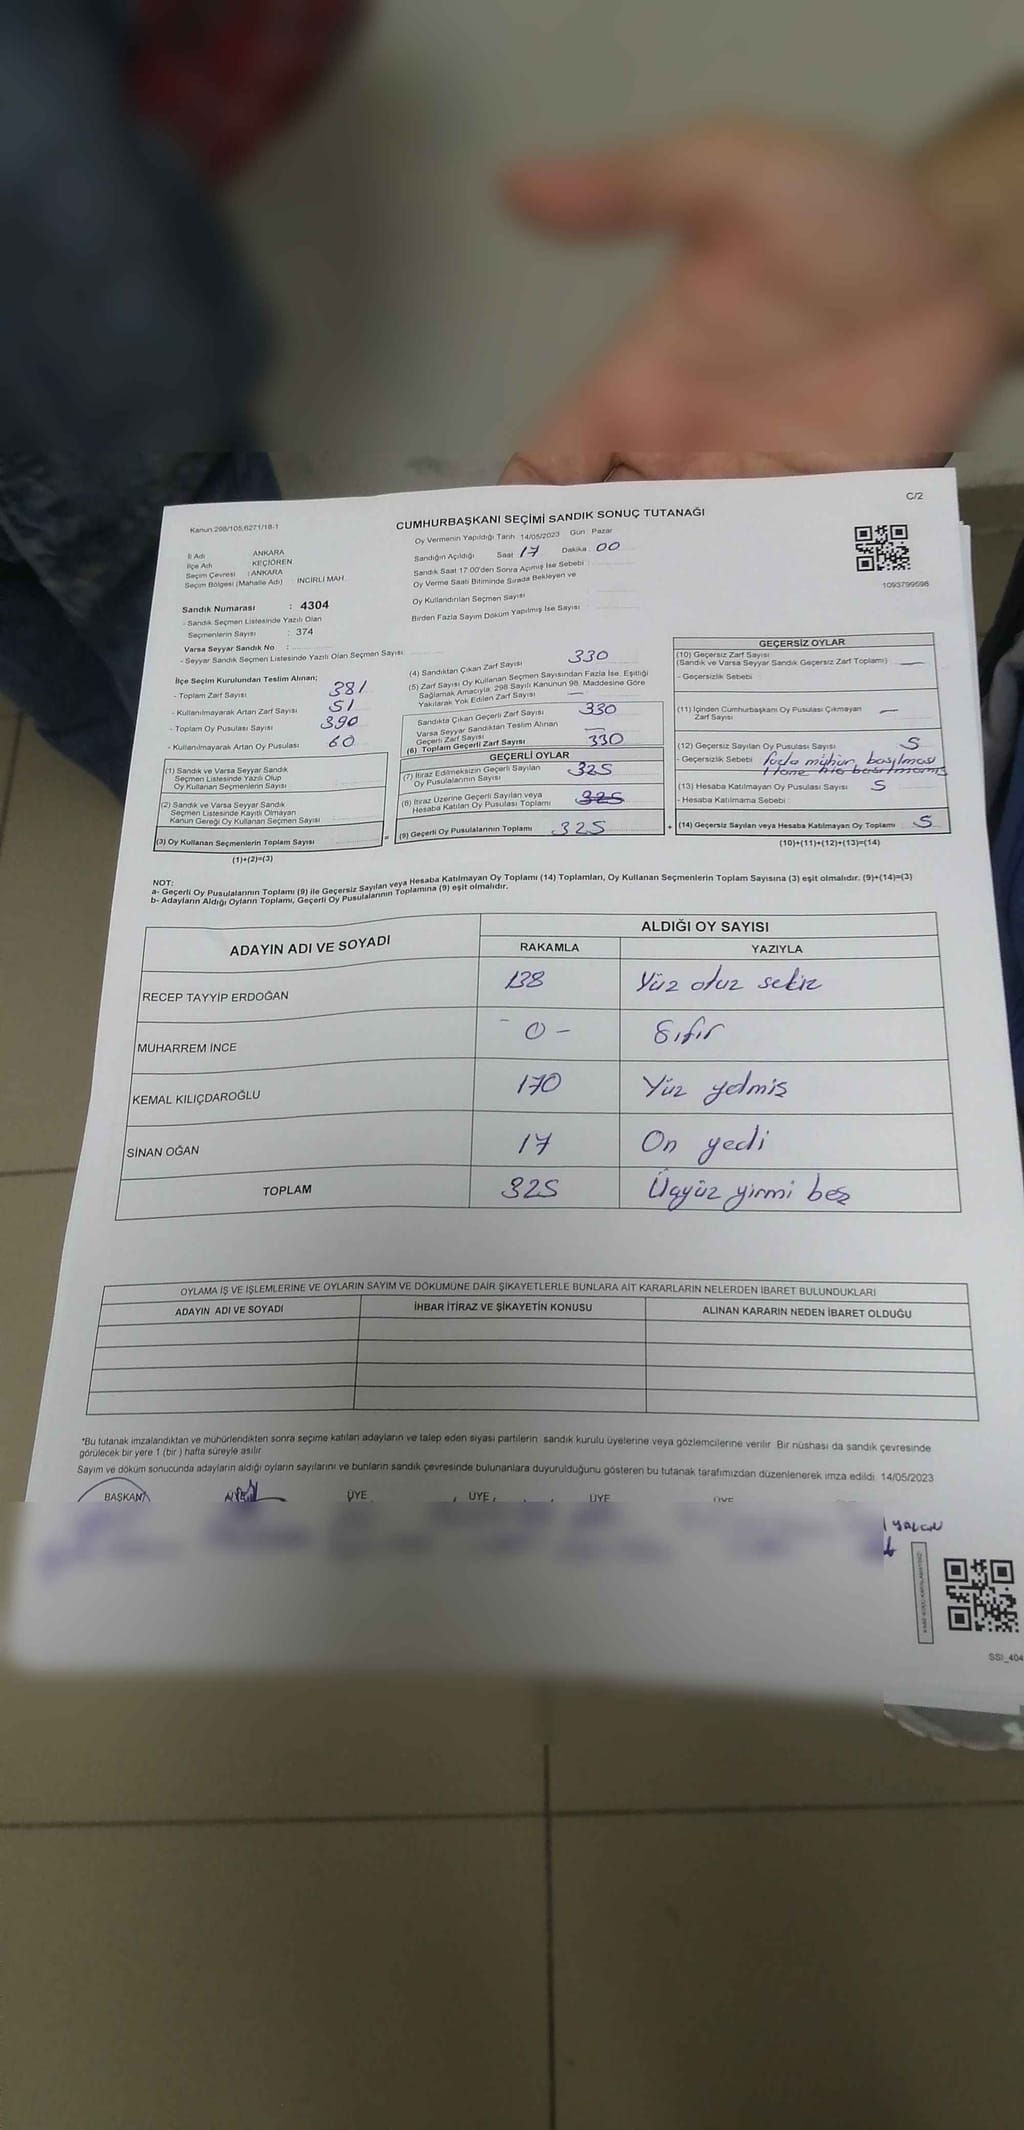 C/2
Kanun 298/105,6271/18-1
CUMHURBAŞKANI SEÇİMİ SANDIK SONUÇ TUTANAĞI
Oy Vermenin Yapıldığı Tarih 14/05/2023 Gün : Pazar
Sandığın Açıldığı Saat 17 Dakika 00
Sandık Saat 17:00'den Sonra Açımış İse Sebebi :
Oy Verme Saati Bitiminde Sırada Bekleyen ve
Oy Kullandırılan Seçmen Sayısı
Birden Fazla Sayım Döküm Yapılmış İse Sayısı :
1093799598
İl Adı ANKARA
İlçe Adı KEÇİÖREN
Seçim Çevresi : ANKARA
Seçim Bölgesi (Mahalle Adı) İNCİRLİ MAH.
Sandık Numarası : 4304
- Sandık Seçmen Listesinde Yazılı Olan
Seçmenlerin Sayısı : 374
Varsa Seyyar Sandık No :
- Seyyar Sandık Seçmen Listesinde Yazılı Olan Seçmen Sayısı
İlçe Seçim Kurulundan Teslim Alınan;
- Toplam Zarf Sayısı 381
- Kullanılmayarak Artan Zarf Sayısı 51
- Toplam Oy Pusulası Sayısı 390
- Kullanılmayarak Artan Oy Pusulası 60
(1) Sandık ve Varsa Seyyar Sandık
Seçmen Listesinde Yazılı Olup
Oy Kullanan Seçmenlerin Sayısı
(2) Sandık ve Varsa Seyyar Sandık
Seçmen Listesinde Kayıtlı Olmayan
Kanun Gereği Oy Kullanan Seçmen Sayısı
(3) Oy Kullanan Seçmenlerin Toplam Sayısı
(1)+(2)=(3)
=
(4) Sandıktan Çıkan Zarf Sayısı 330
(5) Zarf Sayısı Oy Kullanan Seçmen Sayısından Fazla İse, Eşitliği
Sağlamak Amacıyla, 298 Sayılı Kanunun 98. Maddesine Göre
Yakılarak Yok Edilen Zarf Sayısı —
Sandıkta Çıkan Geçerli Zarf Sayısı 330
Varsa Seyyar Sandıktan Teslim Alınan
Geçerli Zarf Sayısı —
(6) Toplam Geçerli Zarf Sayısı 330
GEÇERLİ OYLAR
(7) İtiraz Edilmeksizin Geçerli Sayılan
Oy Pusulalarının Sayısı 325
(8) İtiraz Üzerine Geçerli Sayılan veya
Hesaba Katılan Oy Pusulası Toplamı 325
(9) Geçerli Oy Pusulalarının Toplamı 325
+
GEÇERSİZ OYLAR
(10) Geçersiz Zarf Sayısı
(Sandık ve Varsa Seyyar Sandık Geçersiz Zarf Toplamı) —
- Geçersizlik Sebebi
(11) İçinden Cumhurbaşkanı Oy Pusulası Çıkmayan
Zarf Sayısı —
(12) Geçersiz Sayılan Oy Pusulası Sayısı 5
- Geçersizlik Sebebi fazla mühür basılması
1 tane hiç basılmamış
(13) Hesaba Katılmayan Oy Pusulası Sayısı 5
- Hesaba Katılmama Sebebi
(14) Geçersiz Sayılan veya Hesaba Katılmayan Oy Toplamı 5
(10)+(11)+(12)+(13)=(14)
NOT:
a- Geçerli Oy Pusulalarının Toplamı (9) ile Geçersiz Sayılan veya Hesaba Katılmayan Oy Toplamı (14) Toplamları, Oy Kullanan Seçmenlerin Toplam Sayısına (3) eşit olmalıdır. (9)+(14)=(3)
b- Adayların Aldığı Oyların Toplamı, Geçerli Oy Pusulalarının Toplamına (9) eşit olmalıdır.
ADAYIN ADI VE SOYADI
ALDIĞI OY SAYISI
RAKAMLA YAZIYLA
RECEP TAYYİP ERDOĞAN 138 Yüz otuz sekiz
MUHARREM İNCE - 0 - Sıfır
KEMAL KILIÇDAROĞLU 170 Yüz yetmiş
SİNAN OĞAN 17 On yedi
TOPLAM 325 Üçyüz yirmi beş
OYLAMA İŞ VE İŞLEMLERİNE VE OYLARIN SAYIM VE DÖKÜMÜNE DAİR ŞİKAYETLERLE BUNLARA AİT KARARLARIN NELERDEN İBARET BULUNDUKLARI
ADAYIN ADI VE SOYADI İHBAR İTİRAZ VE ŞİKAYETİN KONUSU ALINAN KARARIN NEDEN İBARET OLDUĞU
*Bu tutanak imzalandıktan ve mühürlendikten sonra seçime katılan adayların ve talep eden siyasi partilerin sandık kurulu üyelerine veya gözlemcilerine verilir. Bir nüshası da sandık çevresinde
görülecek bir yere 1 (bir ) hafta süreyle asılır.
Sayım ve döküm sonucunda adayların aldığı oyların sayılarını ve bunların sandık çevresinde bulunanlara duyurulduğunu gösteren bu tutanak tarafımızdan düzenlenerek imza edildi. 14/05/2023
BAŞKAN ÜYE ÜYE ÜYE ÜYE ÜYE
YALÇIN
SSI_404